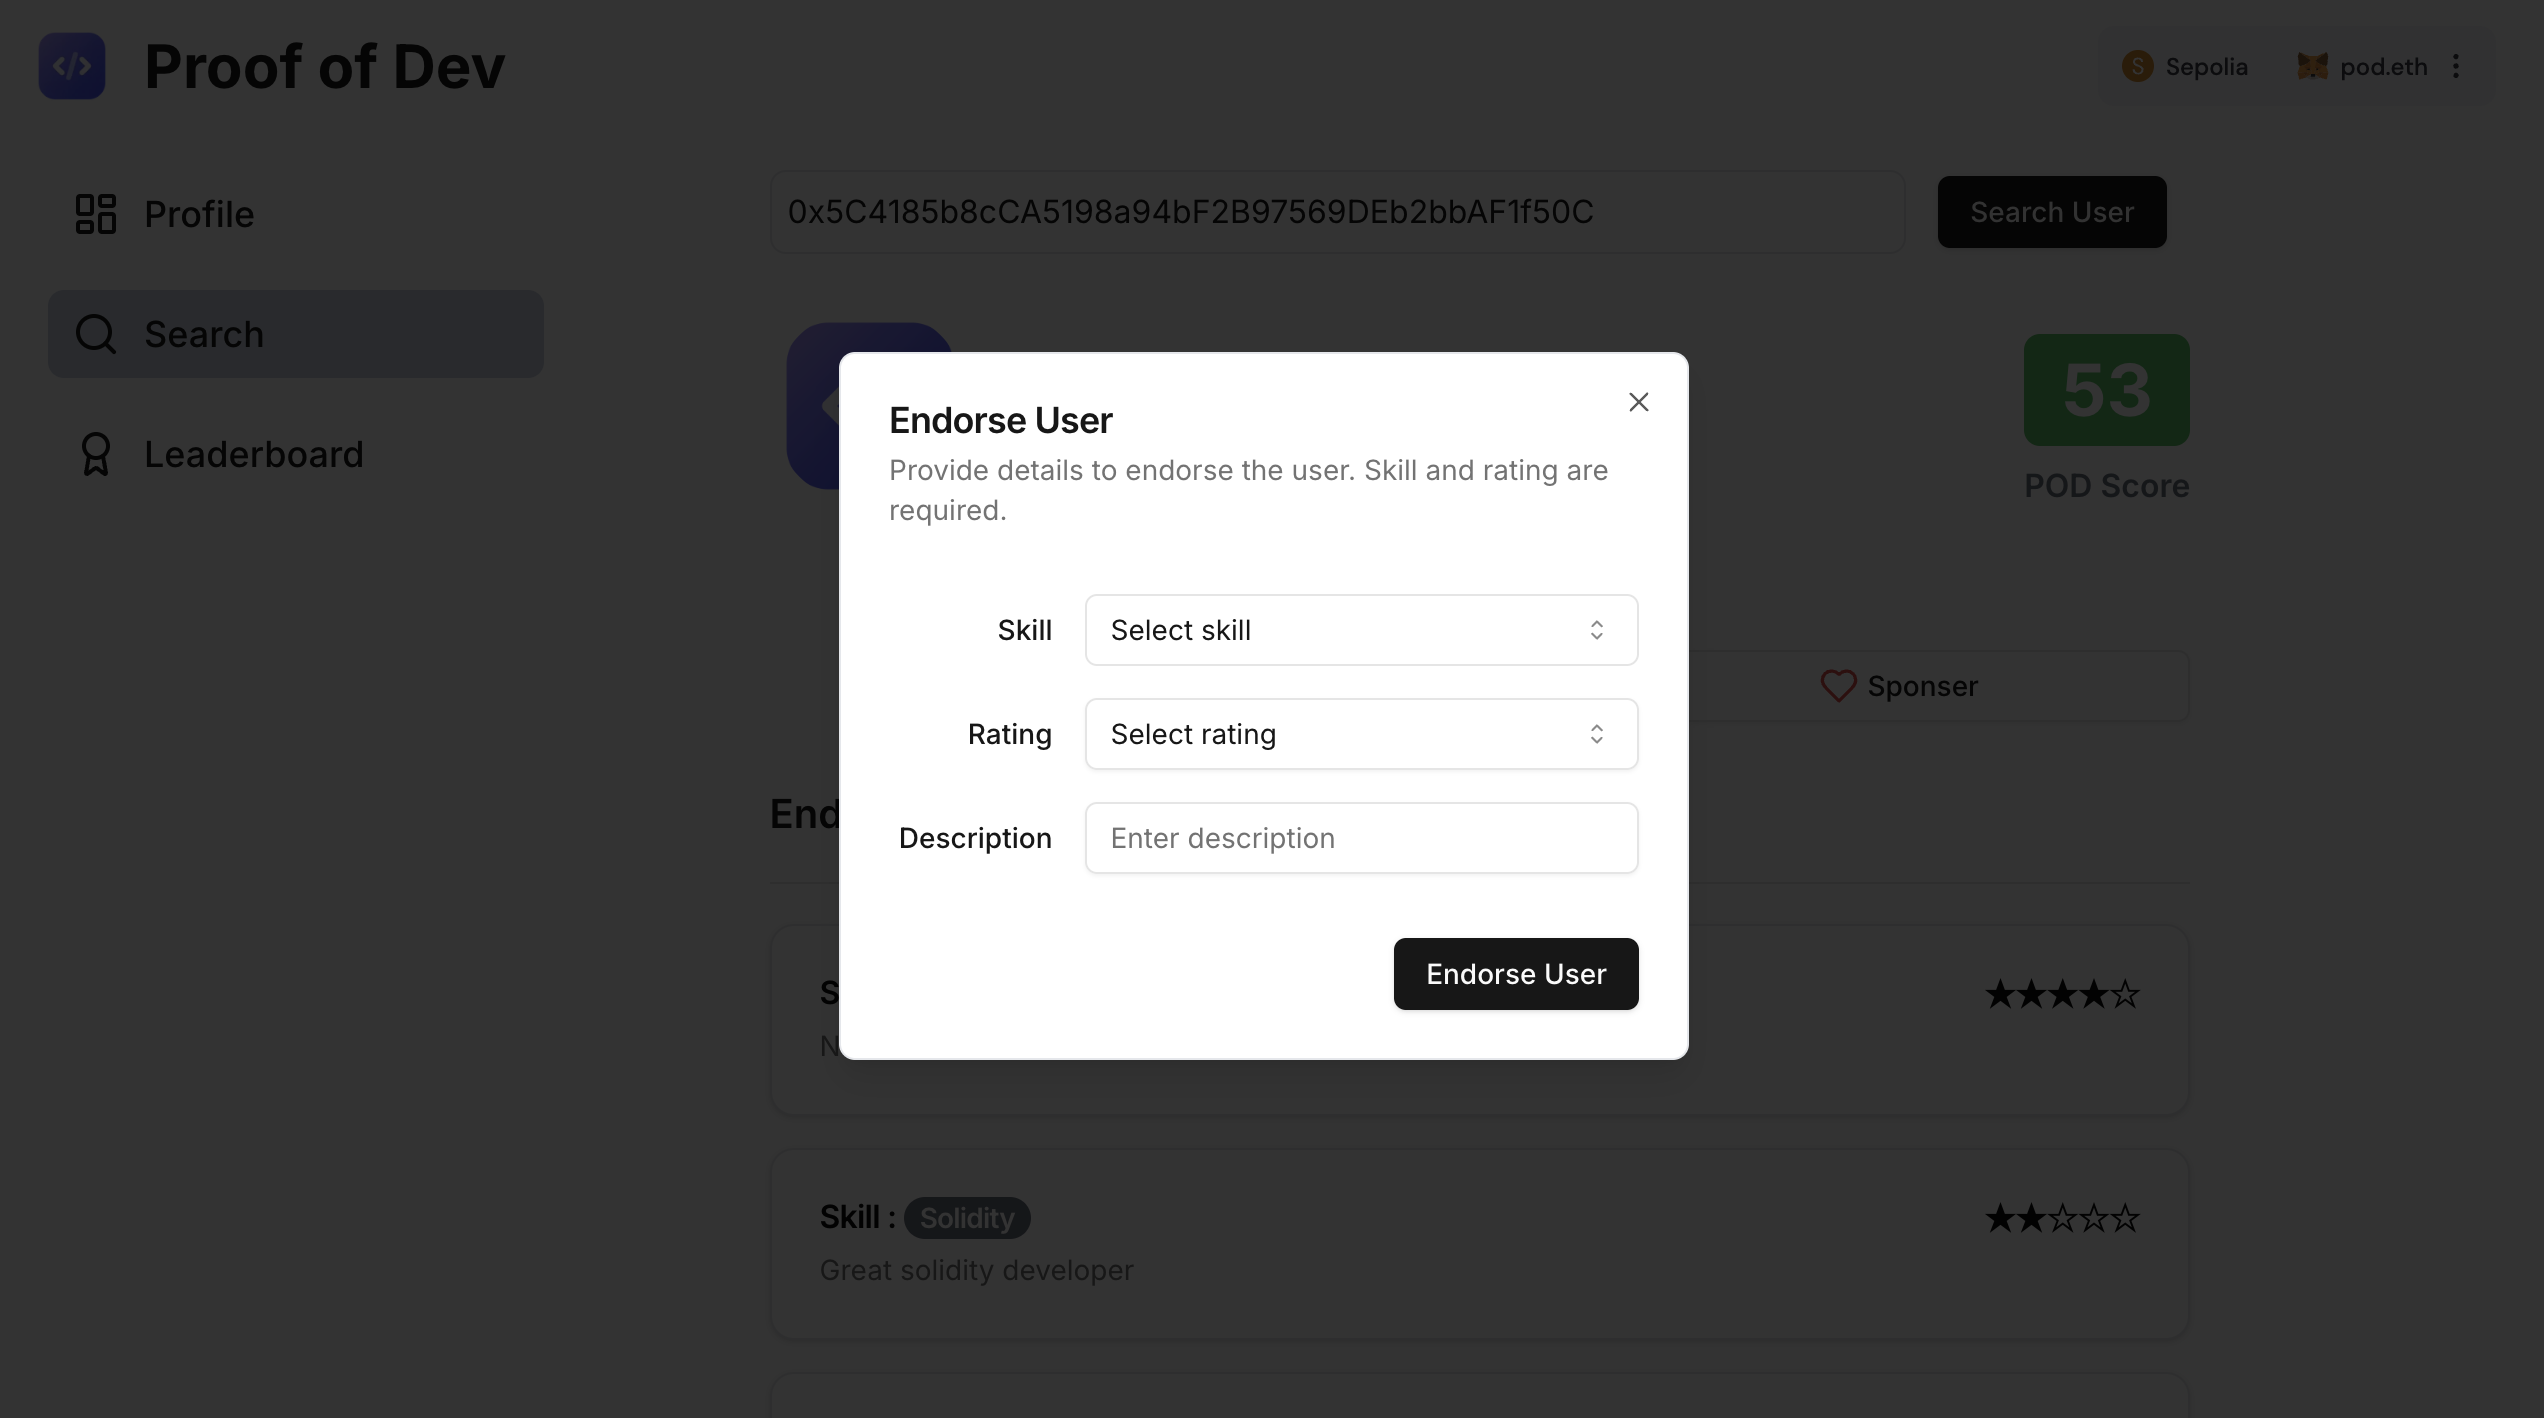 Proof of Dev
S Sepolia
pod.eth
Profile
Search
Leaderboard
0x5C4185b8cCA5198a94bF2B97569DEb2bbAF1f50C
Search User
53
POD Score
Endorse User
Provide details to endorse the user. Skill and rating are
required.
Skill
Select skill
Rating
Select rating
Description
Enter description
Endorse User
Sponser
End
S
N
★★★★☆
Skill : Solidity
★★☆☆☆
Great solidity developer